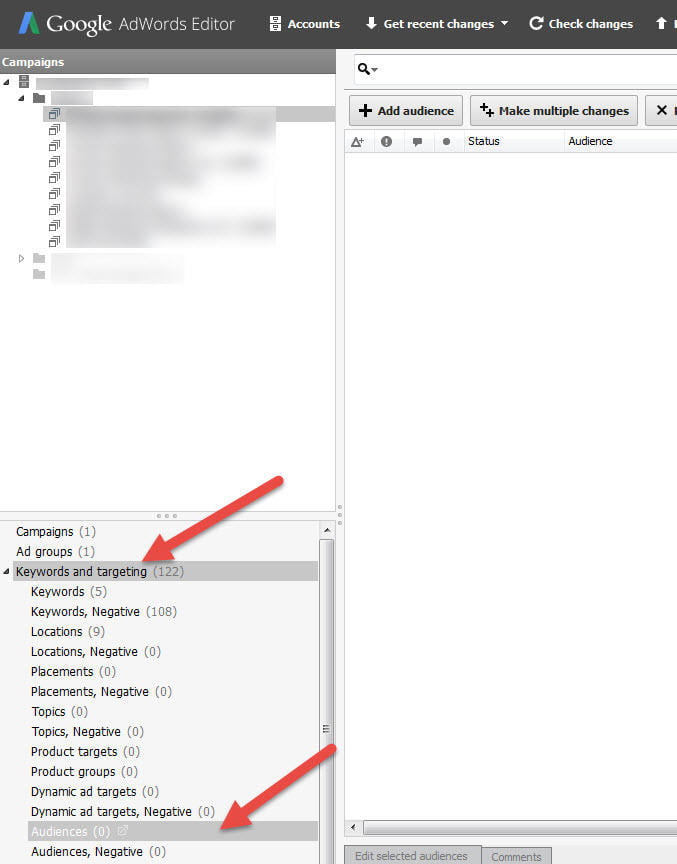 Google AdWords Editor
Accounts
Get recent changes
Check changes
Campaigns
Add audience
Make multiple changes
Status
Audience
Campaigns (1)
Ad groups (1)
Keywords and targeting (122)
Keywords (5)
Keywords, Negative (108)
Locations (9)
Locations, Negative (0)
Placements (0)
Placements, Negative (0)
Topics (0)
Topics, Negative (0)
Product targets (0)
Product groups (0)
Dynamic ad targets (0)
Dynamic ad targets, Negative (0)
Audiences (0)
Audiences, Negative (0)
Edit selected audiences
Comments